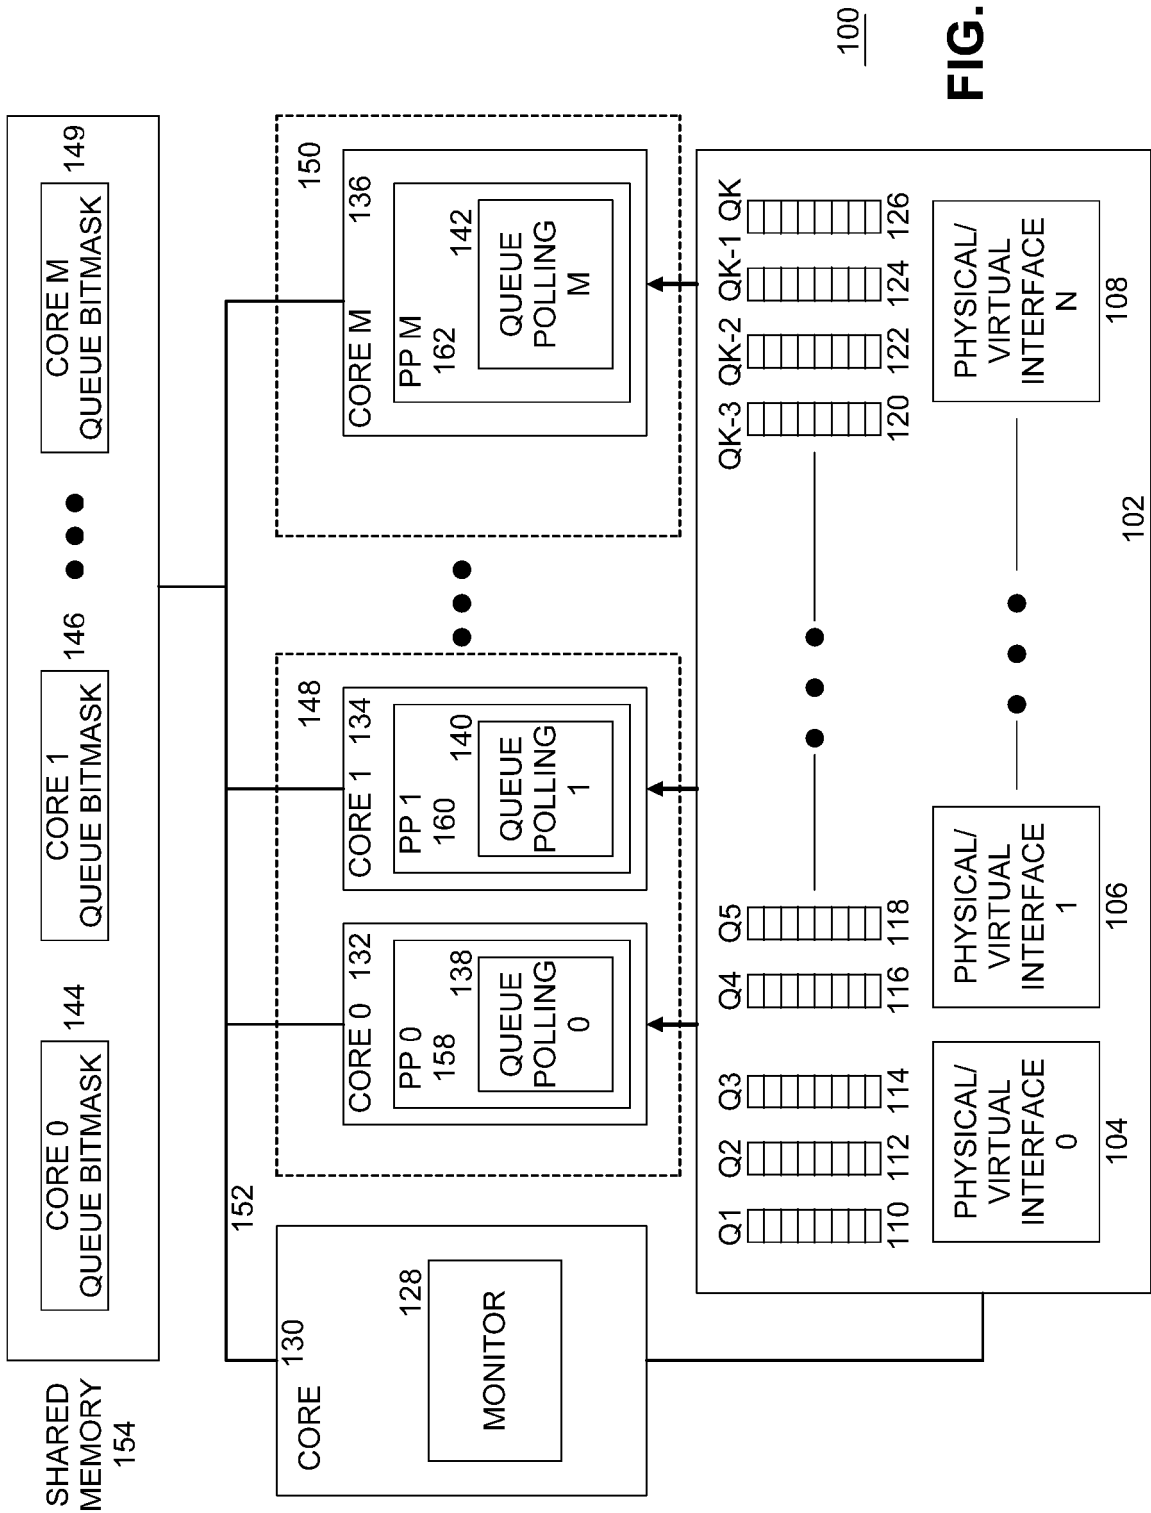 SHARED
MEMORY
154
CORE 0
QUEUE BITMASK
144
CORE 1
QUEUE BITMASK
146
CORE M
QUEUE BITMASK
149
152
130
CORE
128
MONITOR
148
CORE 0 132
PP 0
158
138
QUEUE
POLLING
0
CORE 1 134
PP 1
160
140
QUEUE
POLLING
1
150
CORE M 136
PP M
162
142
QUEUE
POLLING
M
Q1
Q2
Q3
Q4
Q5
QK-3
QK-2
QK-1
QK
110
112
114
116
118
120
122
124
126
PHYSICAL/
VIRTUAL
INTERFACE
0
104
PHYSICAL/
VIRTUAL
INTERFACE
1
106
PHYSICAL/
VIRTUAL
INTERFACE
N
108
102
100
FIG.